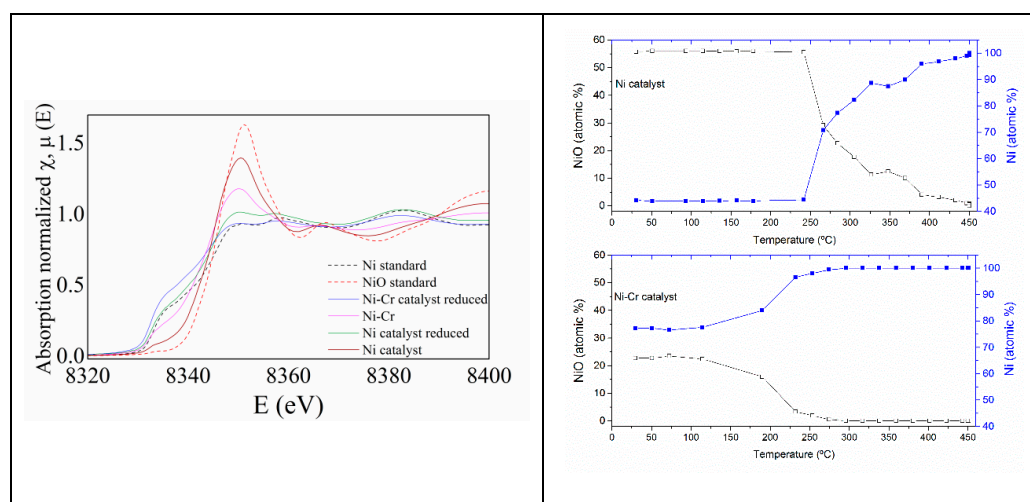 Absorption normalized χ, μ (E)
1.5
1.0
0.5
0.0
8320 8340 8360 8380 8400
E (eV)
Ni standard
NiO standard
Ni-Cr catalyst reduced
Ni-Cr
Ni catalyst reduced
Ni catalyst
NiO (atomic %)
60
50
40
30
20
10
0
Ni catalyst
100
90
80
70
60
50
40
Ni (atomic %)
0 50 100 150 200 250 300 350 400 450
Temperature (ºC)
NiO (atomic %)
60
50
40
30
20
10
0
Ni-Cr catalyst
100
90
80
70
60
50
40
Ni (atomic %)
0 50 100 150 200 250 300 350 400 450
Temperature (ºC)